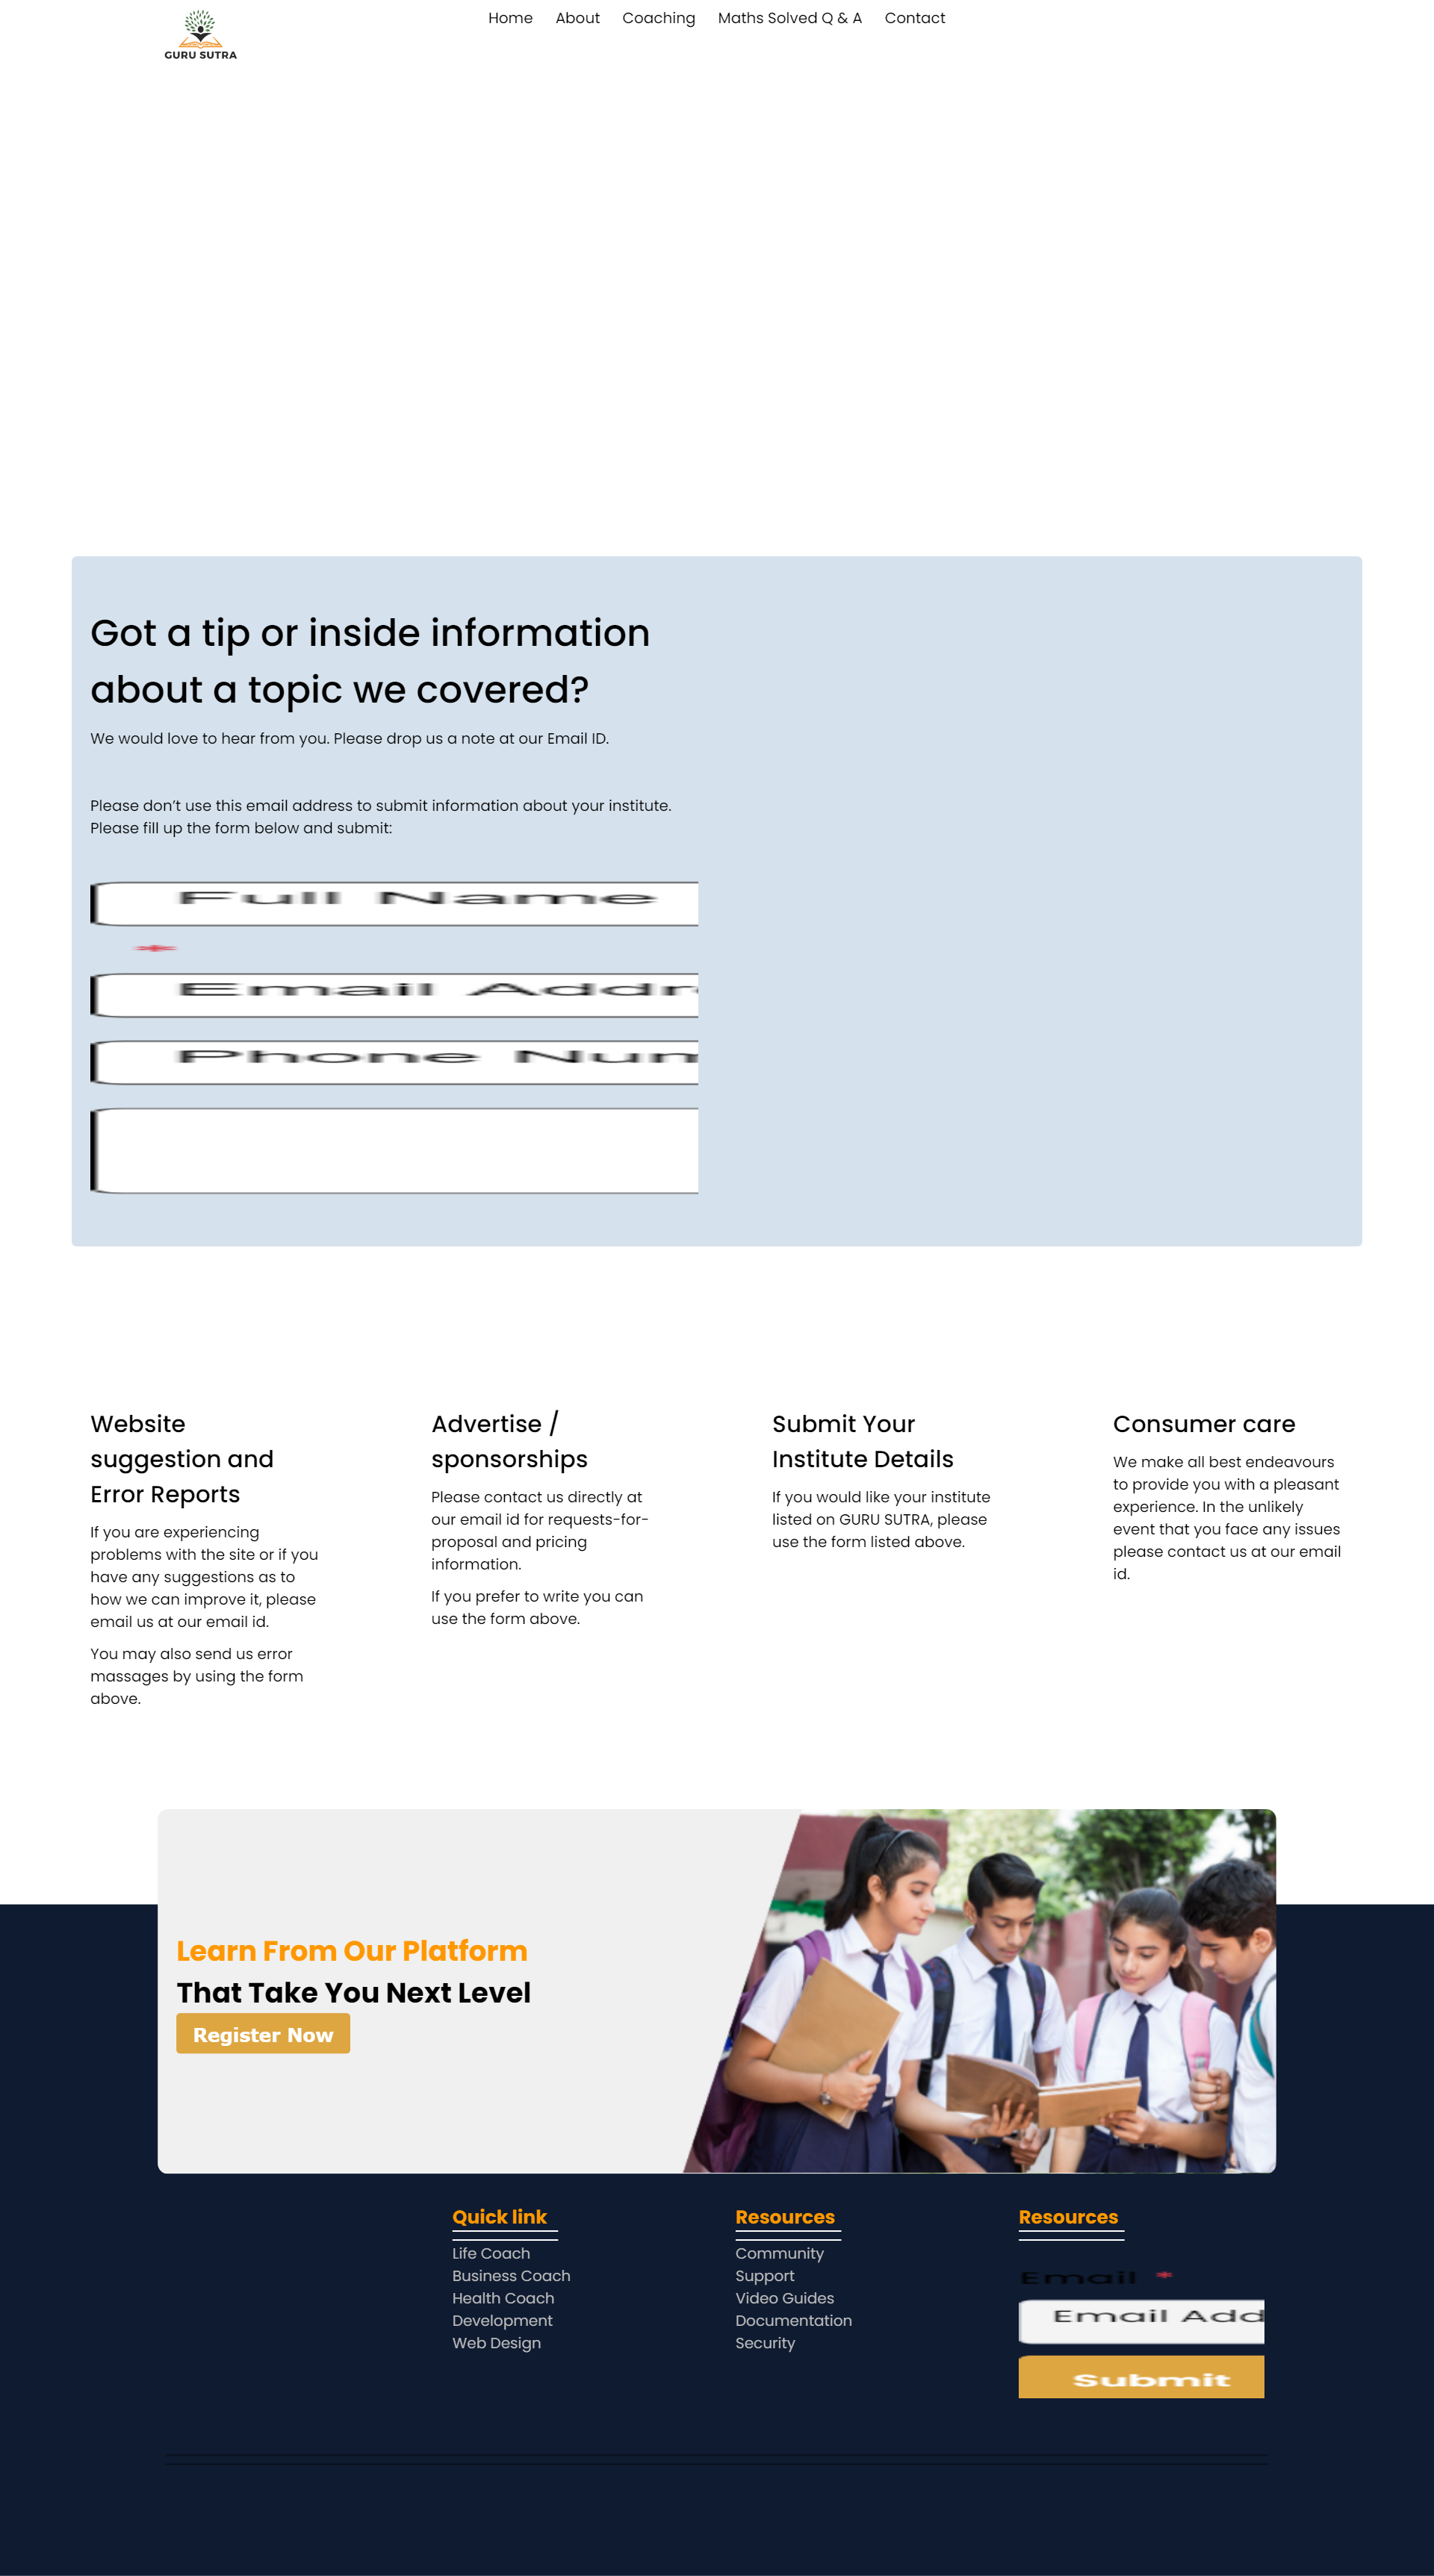 GURU SUTRA
Home About Coaching Maths Solved Q & A Contact
Got a tip or inside information
about a topic we covered?
We would love to hear from you. Please drop us a note at our Email ID.
Please don’t use this email address to submit information about your institute.
Please fill up the form below and submit:
Full Name
*
Email Addr
Phone Num
Website
suggestion and
Error Reports
If you are experiencing
problems with the site or if you
have any suggestions as to
how we can improve it, please
email us at our email id.
You may also send us error
massages by using the form
above.
Advertise /
sponsorships
Please contact us directly at
our email id for requests-for-
proposal and pricing
information.
If you prefer to write you can
use the form above.
Submit Your
Institute Details
If you would like your institute
listed on GURU SUTRA, please
use the form listed above.
Consumer care
We make all best endeavours
to provide you with a pleasant
experience. In the unlikely
event that you face any issues
please contact us at our email
id.
Learn From Our Platform
That Take You Next Level
Register Now
Quick link
Life Coach
Business Coach
Health Coach
Development
Web Design
Resources
Community
Support
Video Guides
Documentation
Security
Resources
Email *
Email Add
Submit